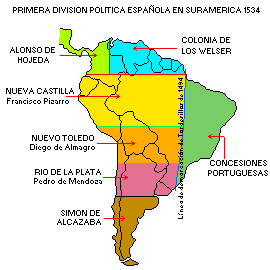 PRIMERA DIVISION POLITICA ESPAÑOLA EN SURAMERICA 1534
ALONSO DE
HOJEDA
COLONIA DE
LOS WELSER
NUEVA CASTILLA
Francisco Pizarro
NUEVO TOLEDO
Diego de Almagro
RIO DE LA PLATA
Pedro de Mendoza
SIMON DE
ALCAZABA
Línea de demarcación de Tordesillas de 1494
CONCESIONES
PORTUGUESAS